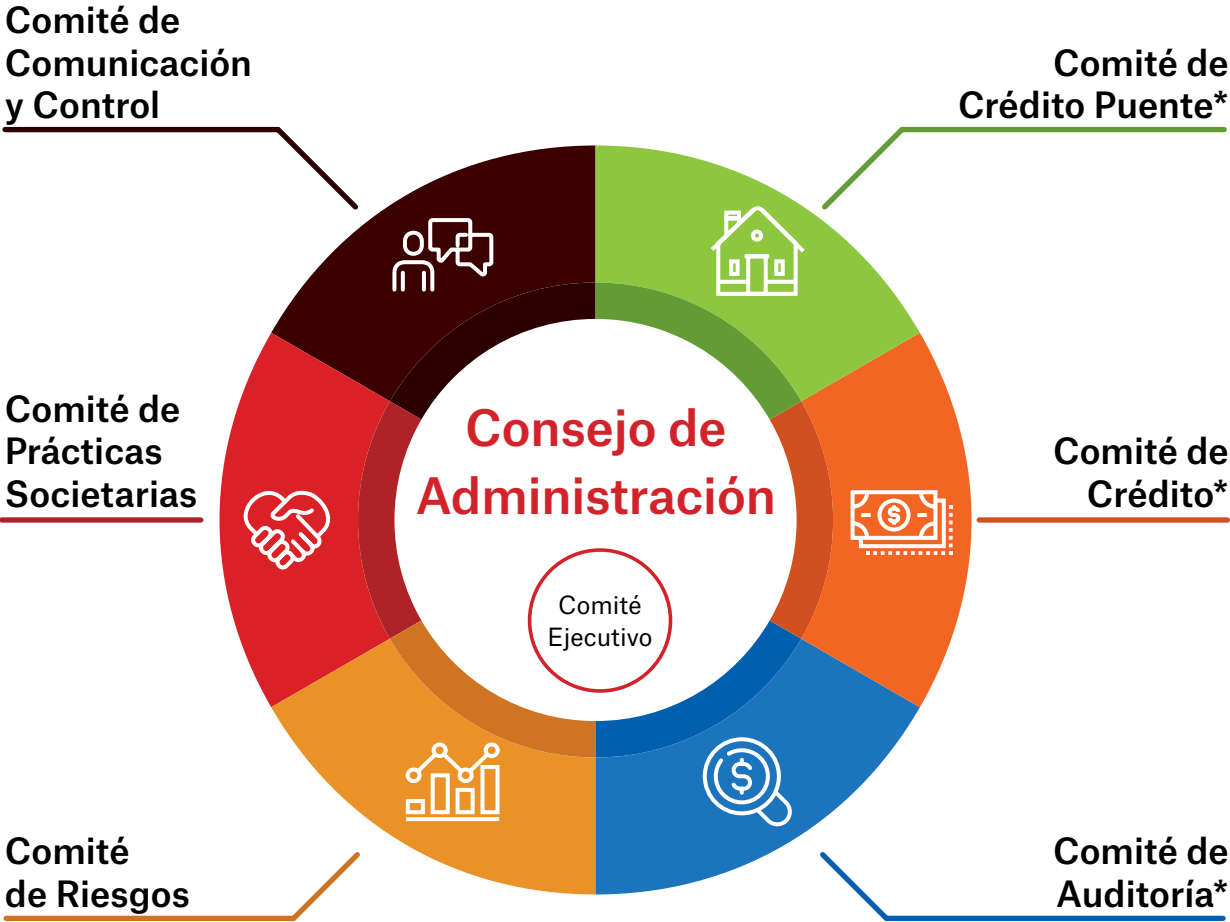 Comité de
Comunicación
y Control
Comité de
Crédito Puente*
Comité de
Prácticas
Societarias
Consejo de
Administración
Comité
Ejecutivo
Comité de
Crédito*
Comité
de Riesgos
Comité de
Auditoría*